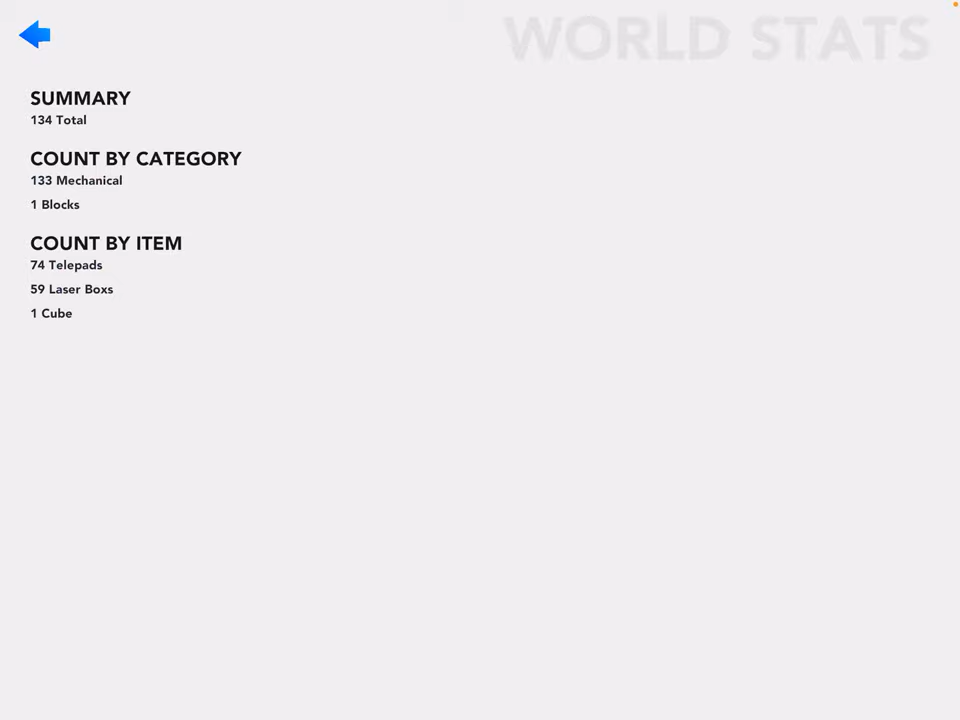 WORLD STATS
SUMMARY
134 Total
COUNT BY CATEGORY
133 Mechanical
1 Blocks
COUNT BY ITEM
74 Telepads
59 Laser Boxs
1 Cube